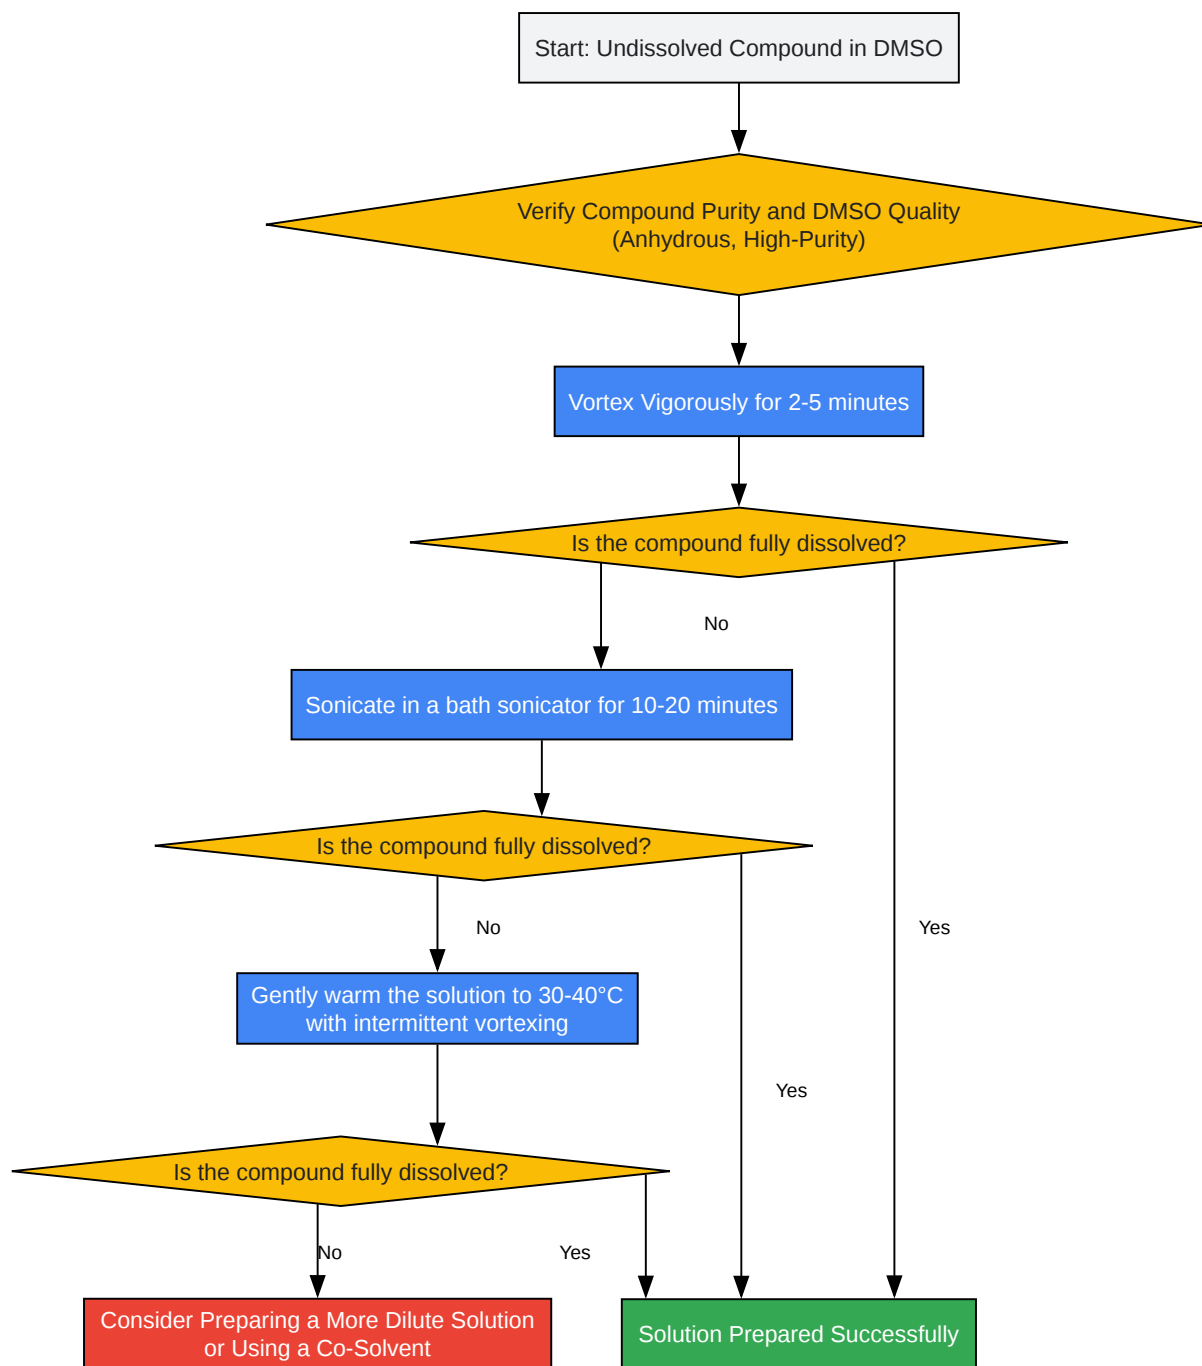 Start: Undissolved Compound in DMSO
Verify Compound Purity and DMSO Quality
(Anhydrous, High-Purity)
Vortex Vigorously for 2-5 minutes
Is the compound fully dissolved?
No
Sonicate in a bath sonicator for 10-20 minutes
Is the compound fully dissolved?
No
Yes
Gently warm the solution to 30-40°C
with intermittent vortexing
Yes
Is the compound fully dissolved?
No
Yes
Consider Preparing a More Dilute Solution
or Using a Co-Solvent
Solution Prepared Successfully